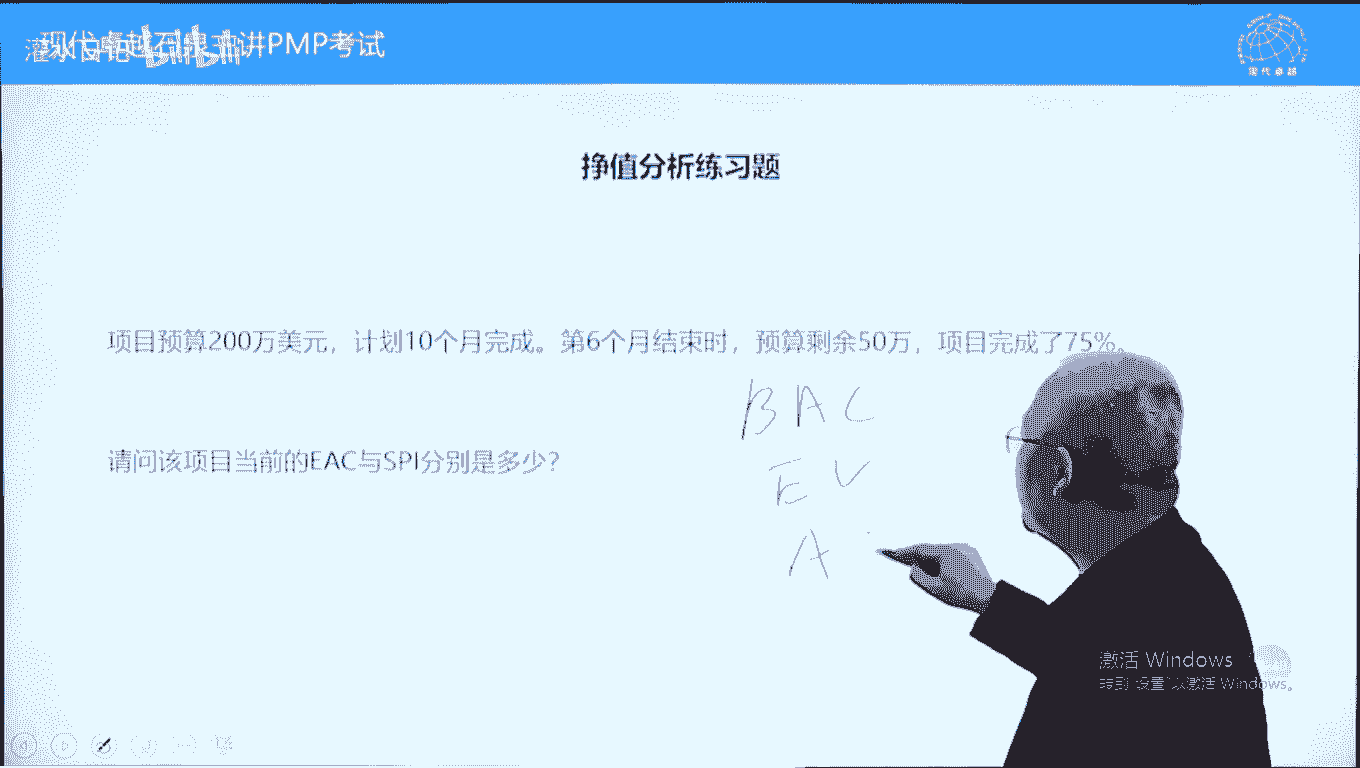 现代卓越石泉开讲PMP考试
bilibili
现代卓越
挣值分析练习题
项目预算200万美元，计划10个月完成。第6个月结束时，预算剩余50万，项目完成了75%。
请问该项目当前的EAC与SPI分别是多少？
BAC
EV
A
激活 Windows
转到"设置"以激活 Windows。